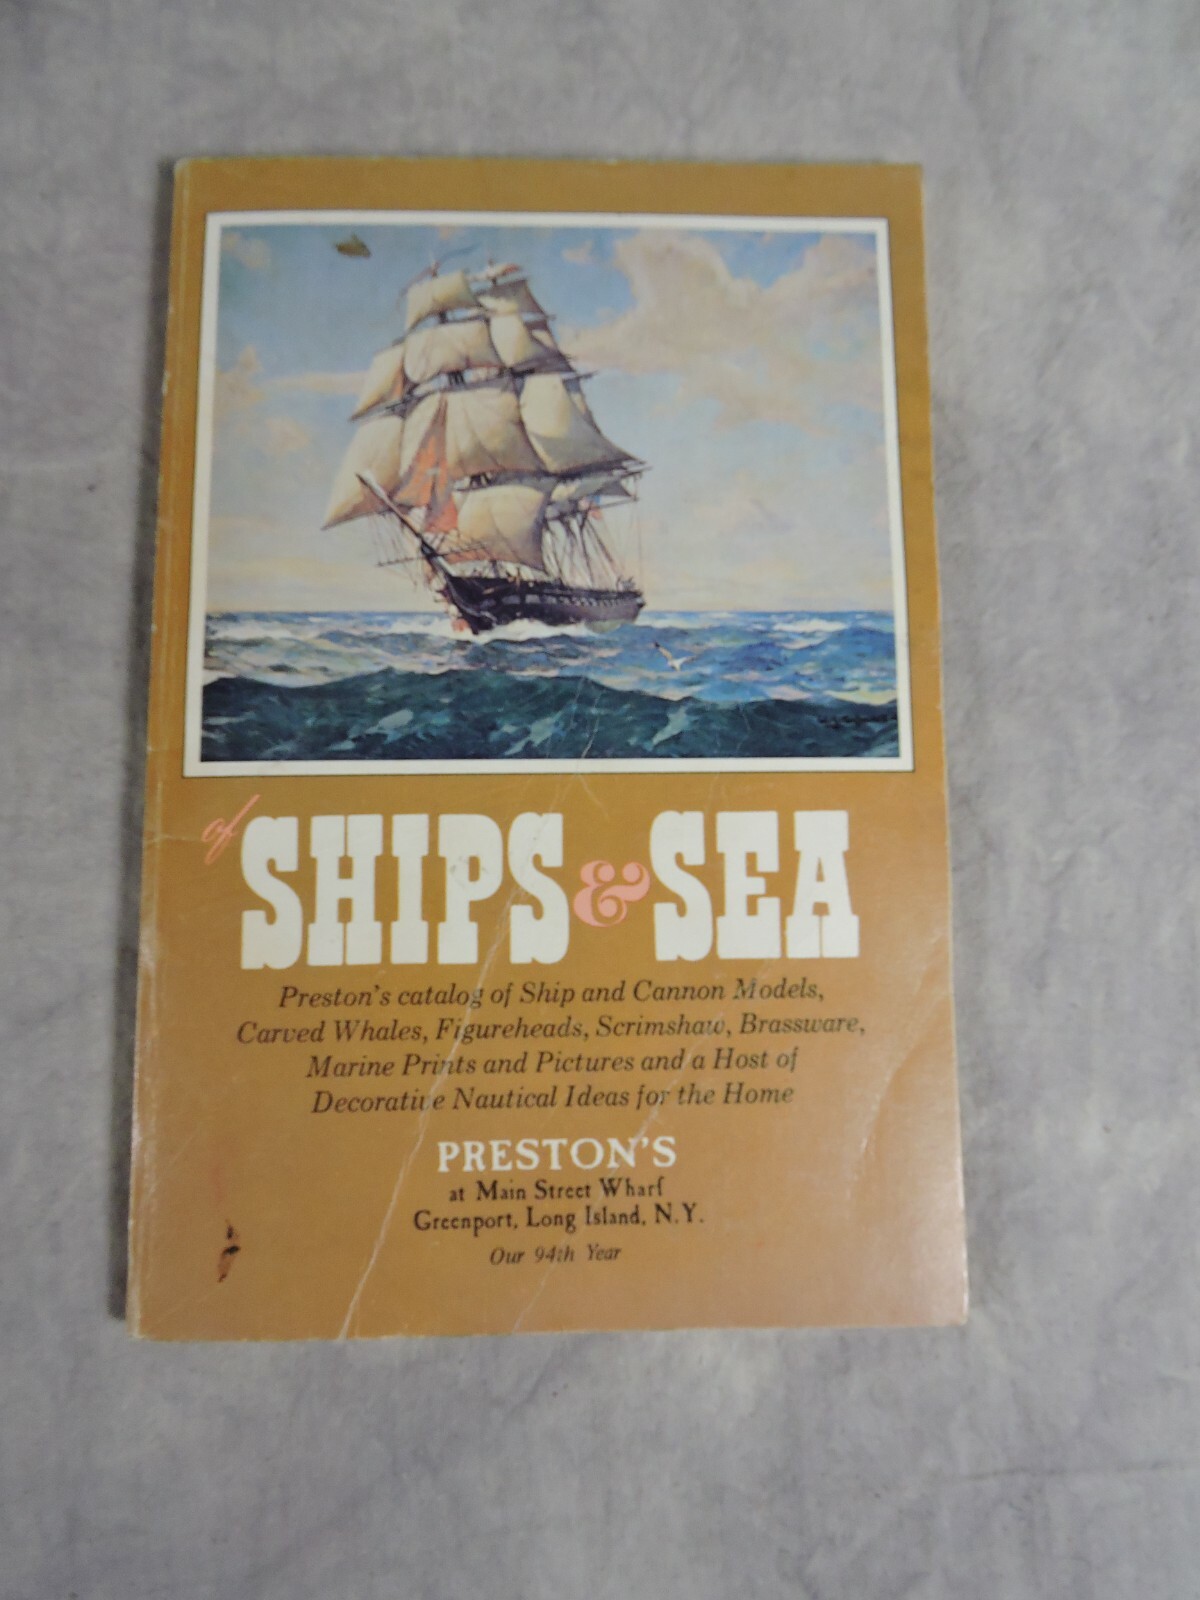 of SHIPS & SEA
Preston's catalog of Ship and Cannon Models,
Carved Whales, Figureheads, Scrimshaw, Brassware,
Marine Prints and Pictures and a Host of
Decorative Nautical Ideas for the Home
PRESTON'S
at Main Street Wharf
Greenport, Long Island, N.Y.
Our 94th Year